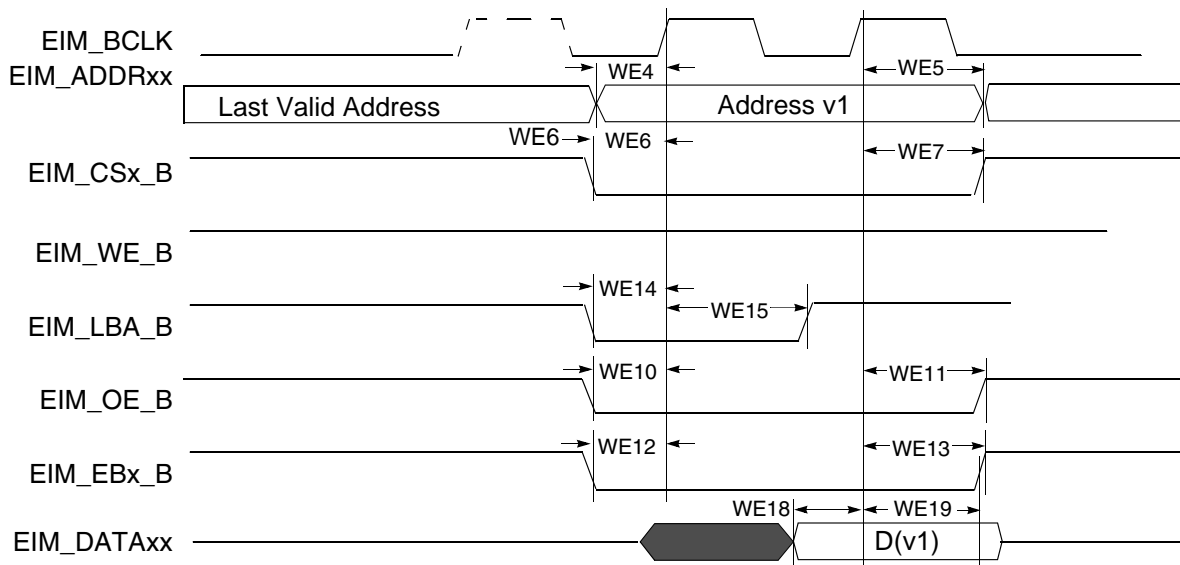 EIM_BCLK
EIM_ADDRxx
WE4
WE5
Last Valid Address
Address v1
WE6
WE6
WE7
EIM_CSx_B
EIM_WE_B
WE14
WE15
EIM_LBA_B
WE10
WE11
EIM_OE_B
WE12
WE13
EIM_EBx_B
WE18
WE19
EIM_DATAxx
D(v1)